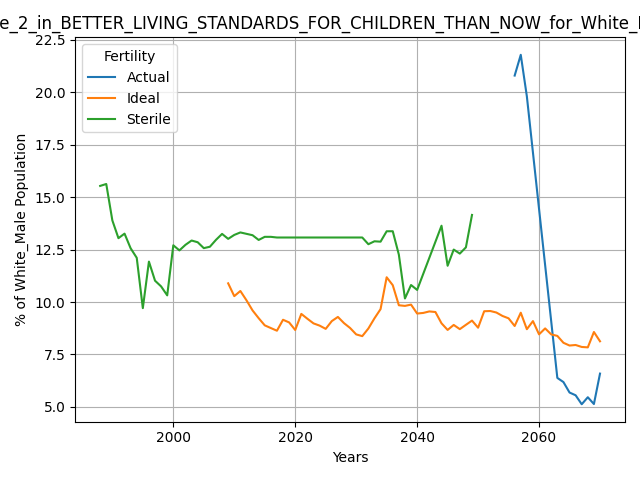 e_2_in_BETTER_LIVING_STANDARDS_FOR_CHILDREN_THAN_NOW_for_White_
22.5
20.0
17.5
15.0
12.5
10.0
7.5
5.0
% of White_Male Population
Fertility
Actual
Ideal
Sterile
2000
2020
2040
2060
Years